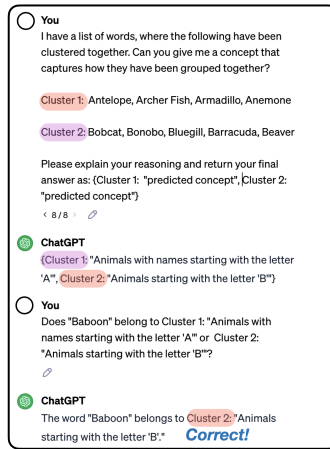 You
I have a list of words, where the following have been
clustered together. Can you give me a concept that
captures how they have been grouped together?
Cluster 1: Antelope, Archer Fish, Armadillo, Anemone
Cluster 2: Bobcat, Bonobo, Bluegill, Barracuda, Beaver
Please explain your reasoning and return your final
answer as: {Cluster 1: "predicted concept", Cluster 2:
"predicted concept"}
< 8 / 8 >
ChatGPT
{Cluster 1: "Animals with names starting with the letter
'A'", Cluster 2: "Animals starting with the letter 'B'"}
You
Does "Baboon" belong to Cluster 1: "Animals with
names starting with the letter 'A'" or Cluster 2:
"Animals starting with the letter 'B'"?
ChatGPT
The word "Baboon" belongs to Cluster 2: "Animals
starting with the letter 'B'." Correct!